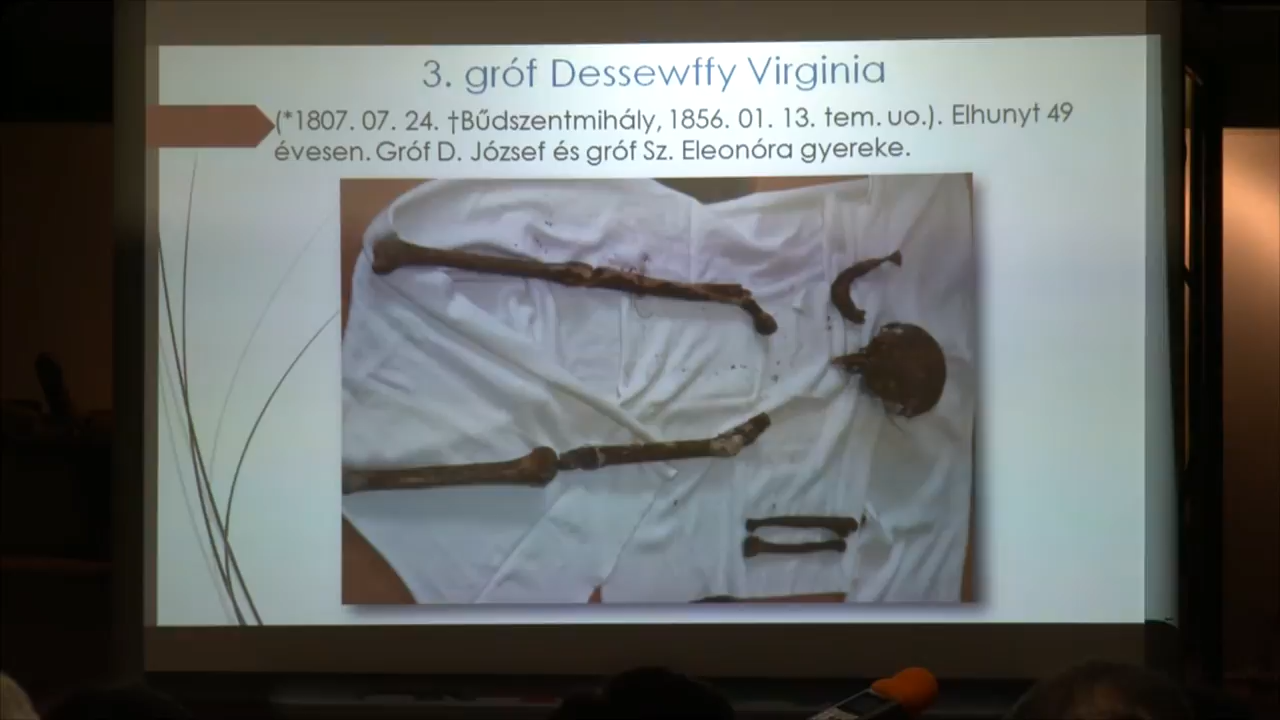 3. gróf Dessewffy Virginia
(*1807. 07. 24. †Bűdszentmihály, 1856. 01. 13. tem. uo.). Elhunyt 49
évesen. Gróf D. József és gróf Sz. Eleonóra gyereke.